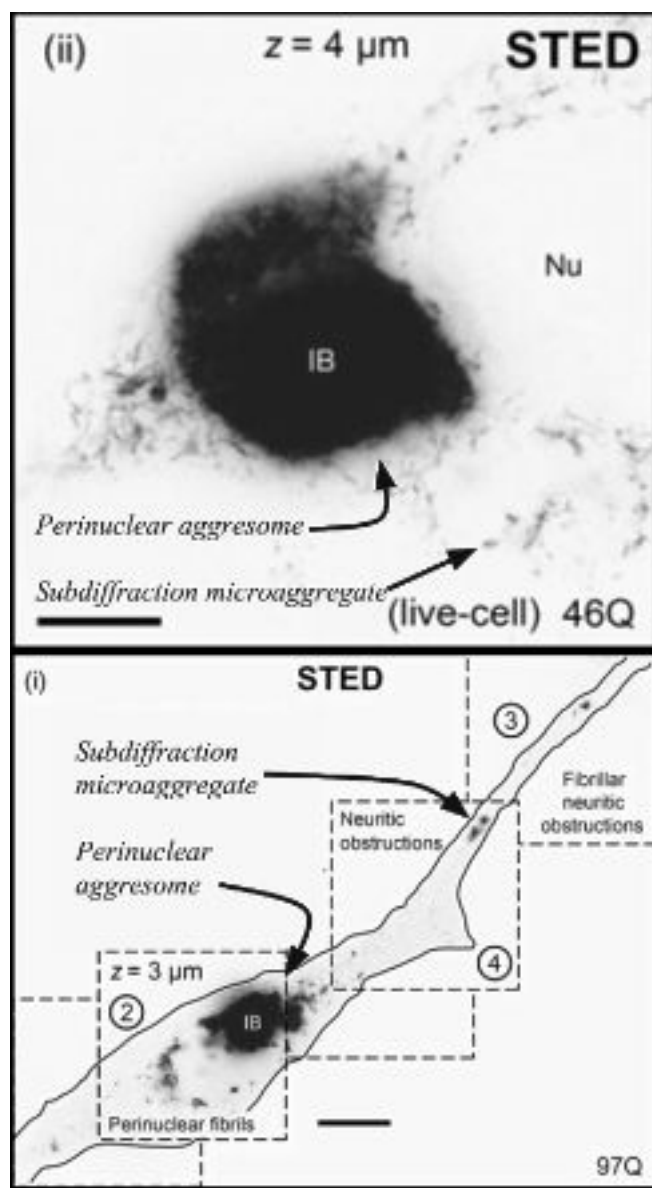 (ii)
z = 4 µm
STED
Nu
IB
Perinuclear aggresome
Subdiffraction microaggregate
(live-cell) 46Q
(i)
STED
Subdiffraction
microaggregate
3
Fibrillar
neuritic
obstructions
Neuritic
obstructions
Perinuclear
aggresome
z = 3 µm
4
2
IB
Perinuclear fibrils
97Q